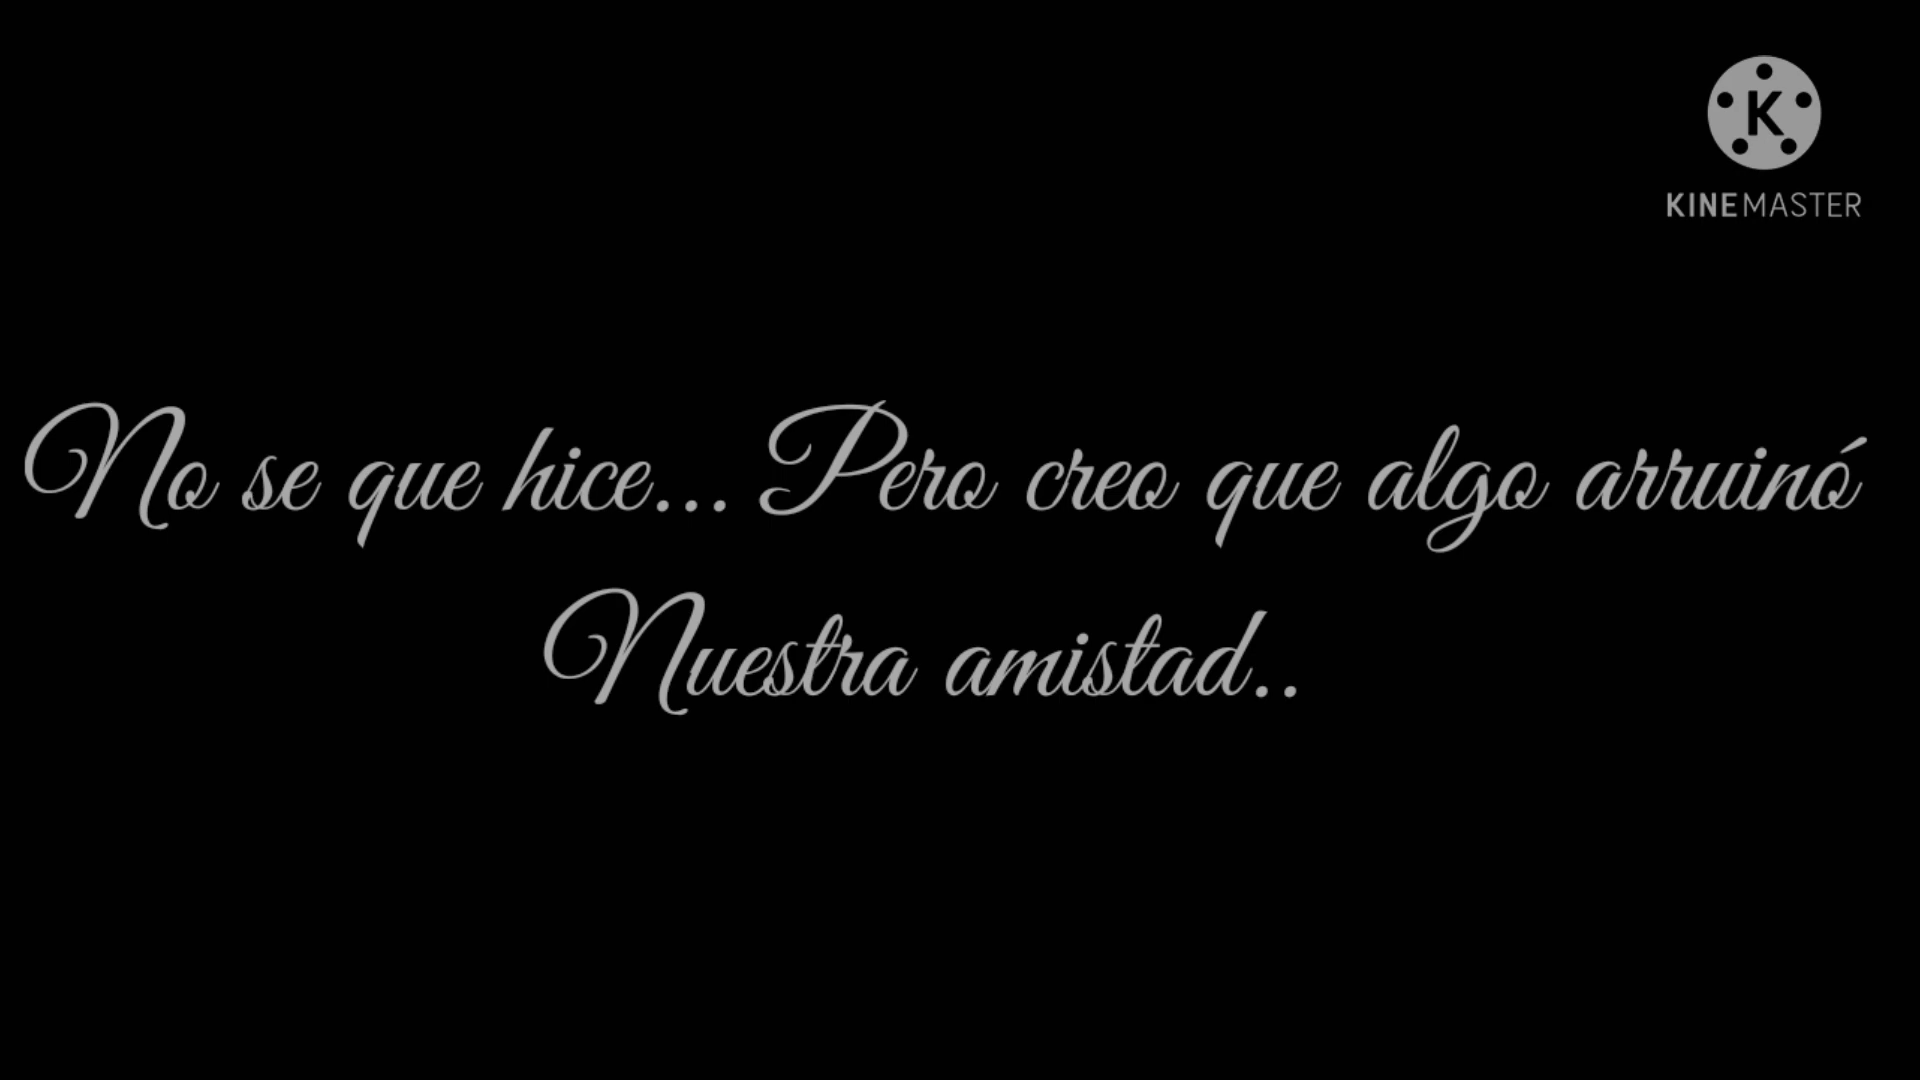 K
KINEMASTER
No se que hice... Pero creo que algo arruinó
Nuestra amistad..